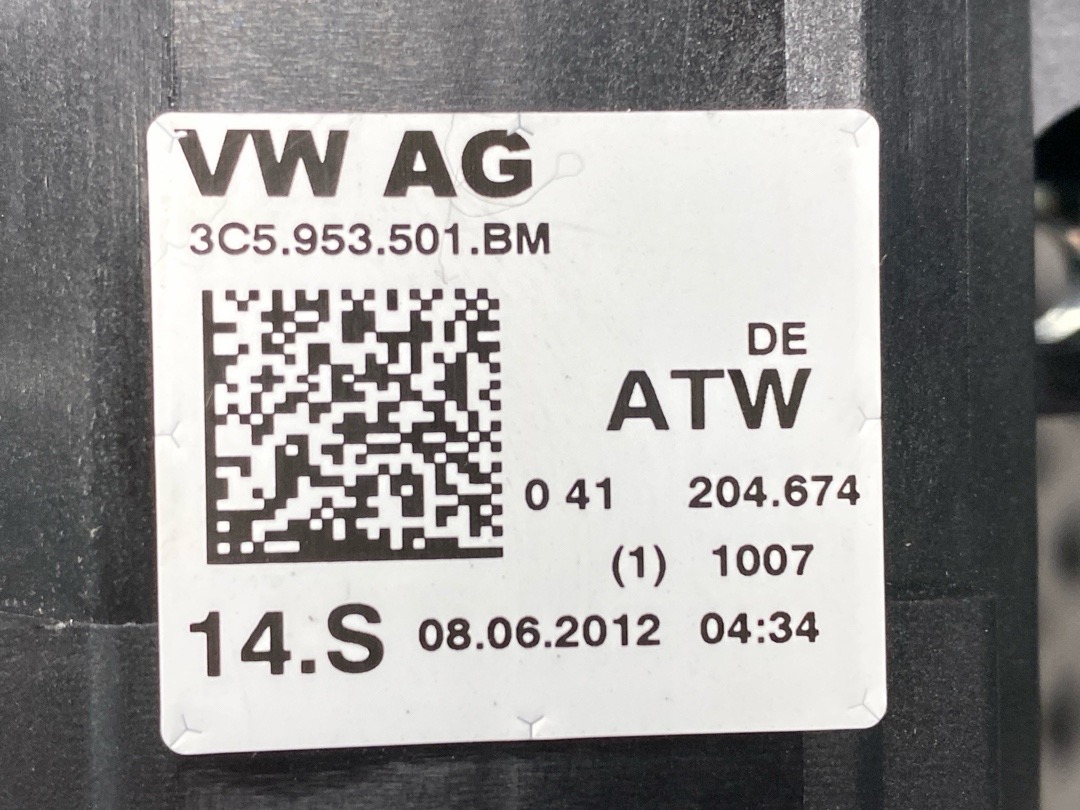 VW AG
3C5.953.501.BM
DE
ATW
0 41 204.674
(1) 1007
14.S 08.06.2012 04:34